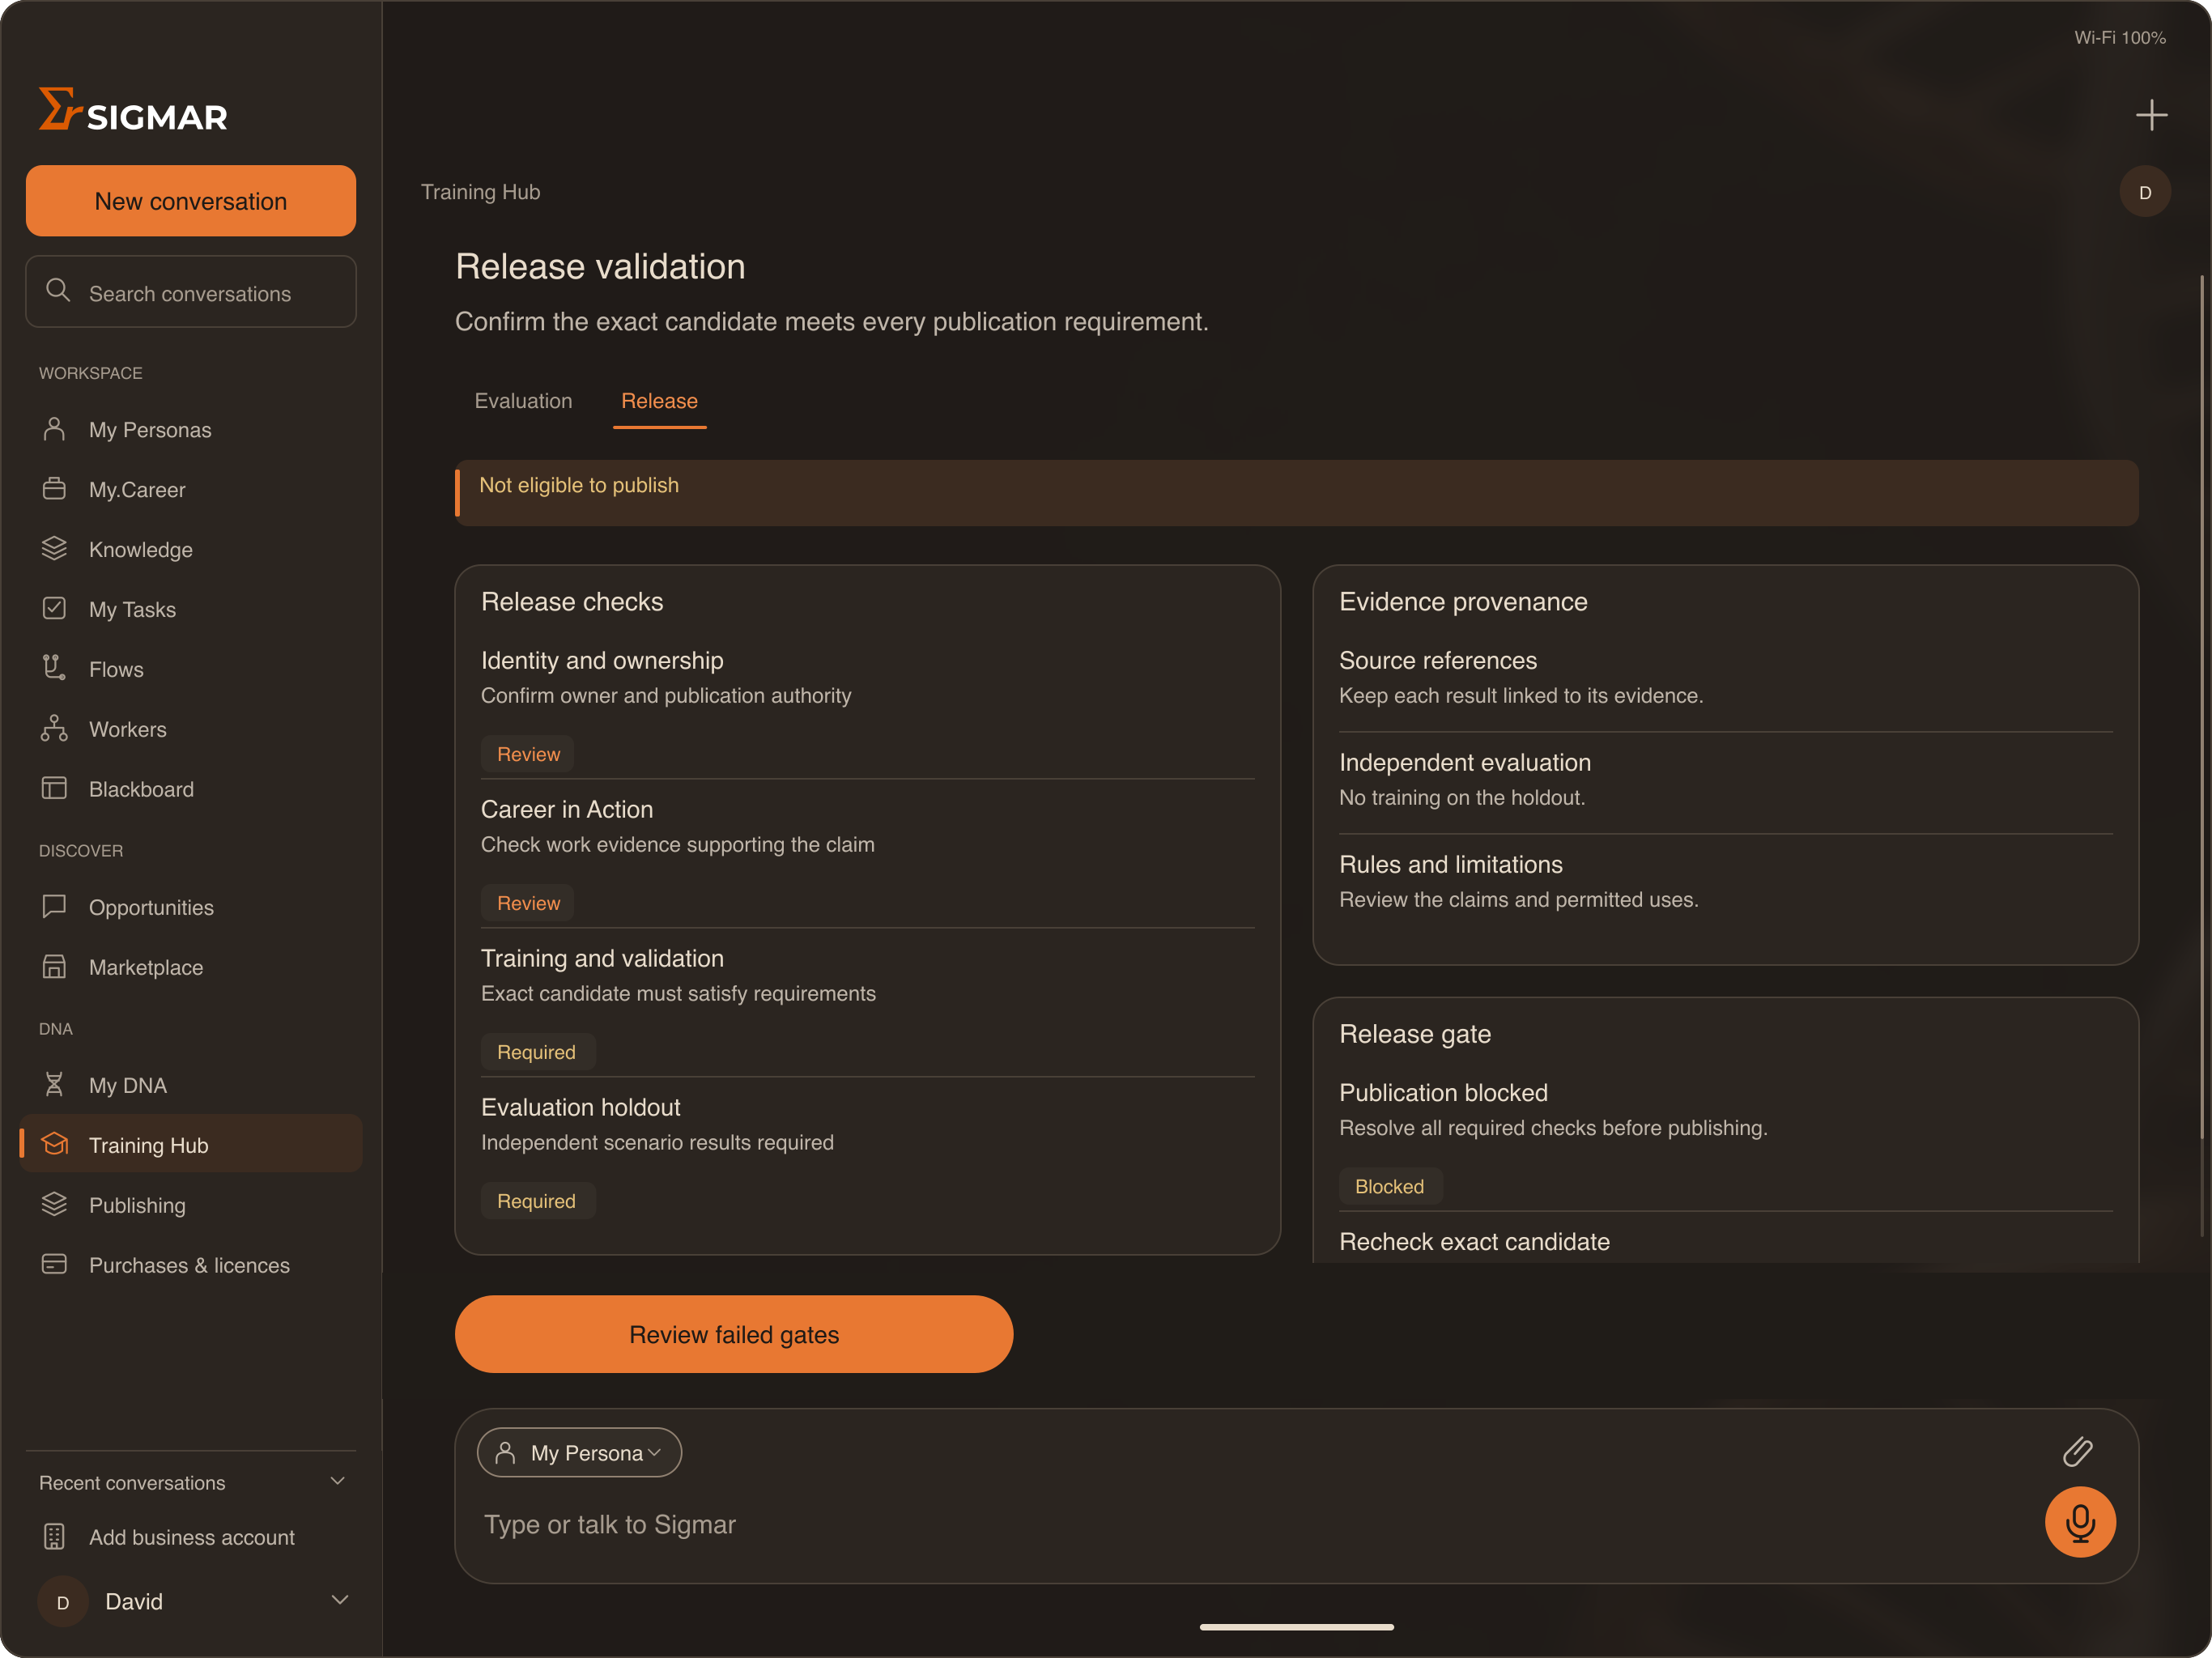 Wi-Fi 100%
Σr SIGMAR
New conversation
Search conversations
WORKSPACE
My Personas
My.Career
Knowledge
My Tasks
Flows
Workers
Blackboard
DISCOVER
Opportunities
Marketplace
DNA
My DNA
Training Hub
Publishing
Purchases & licences
Recent conversations
Add business account
D
David
Training Hub
D
Release validation
Confirm the exact candidate meets every publication requirement.
Evaluation
Release
Not eligible to publish
Release checks
Identity and ownership
Confirm owner and publication authority
Review
Career in Action
Check work evidence supporting the claim
Review
Training and validation
Exact candidate must satisfy requirements
Required
Evaluation holdout
Independent scenario results required
Required
Evidence provenance
Source references
Keep each result linked to its evidence.
Independent evaluation
No training on the holdout.
Rules and limitations
Review the claims and permitted uses.
Release gate
Publication blocked
Resolve all required checks before publishing.
Blocked
Recheck exact candidate
Review failed gates
My Persona
Type or talk to Sigmar